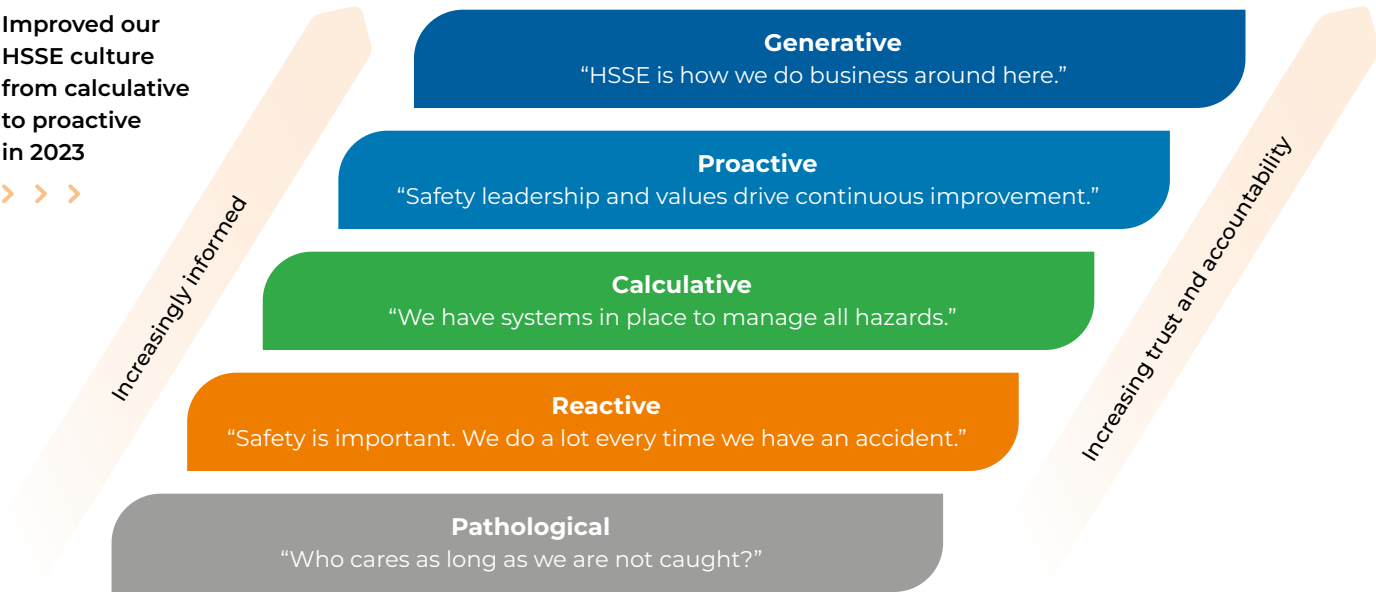 Improved our
HSSE culture
from calculative
to proactive
in 2023
Increasingly informed
Generative
“HSSE is how we do business around here.”
Proactive
“Safety leadership and values drive continuous improvement.”
Calculative
“We have systems in place to manage all hazards.”
Reactive
“Safety is important. We do a lot every time we have an accident.”
Pathological
“Who cares as long as we are not caught?”
Increasing trust and accountability